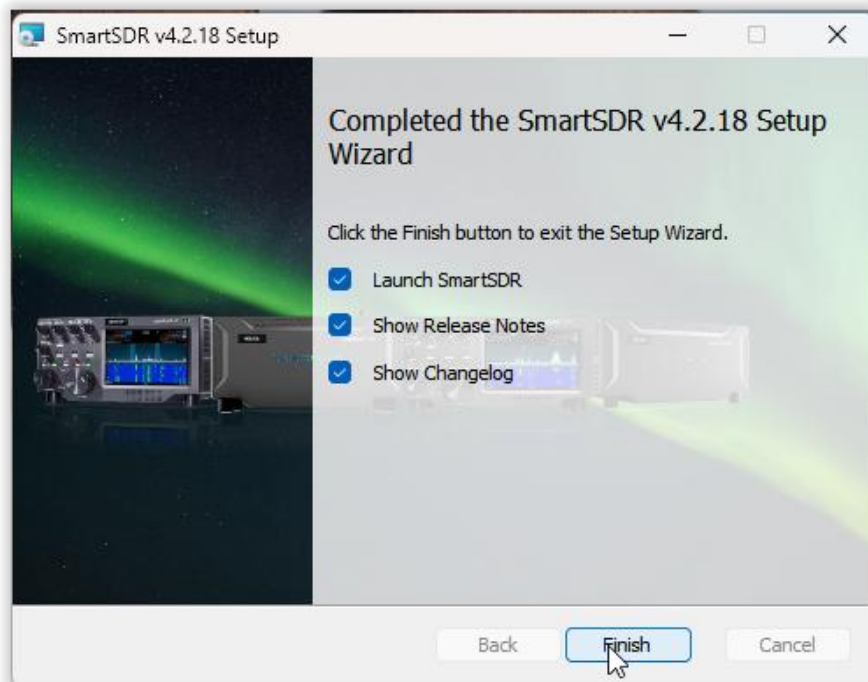 SmartSDR v4.2.18 Setup
Completed the SmartSDR v4.2.18 Setup
Wizard
Click the Finish button to exit the Setup Wizard.
Launch SmartSDR
Show Release Notes
Show Changelog
Back
Finish
Cancel